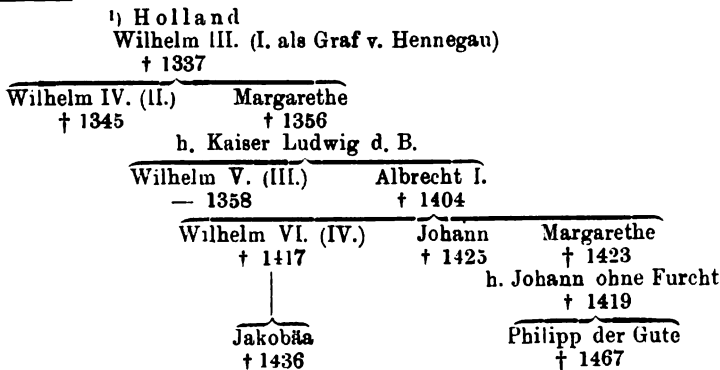 ¹) Holland
Wilhelm III. (I. als Graf v. Hennegau)
† 1337
Wilhelm IV. (II.) Margarethe
† 1345 † 1356
h. Kaiser Ludwig d. B.
Wilhelm V. (III.) Albrecht I.
— 1358 † 1404
Wilhelm VI. (IV.) Johann Margarethe
† 1417 † 1425 † 1423
h. Johann ohne Furcht
† 1419
Jakobäa Philipp der Gute
† 1436 † 1467